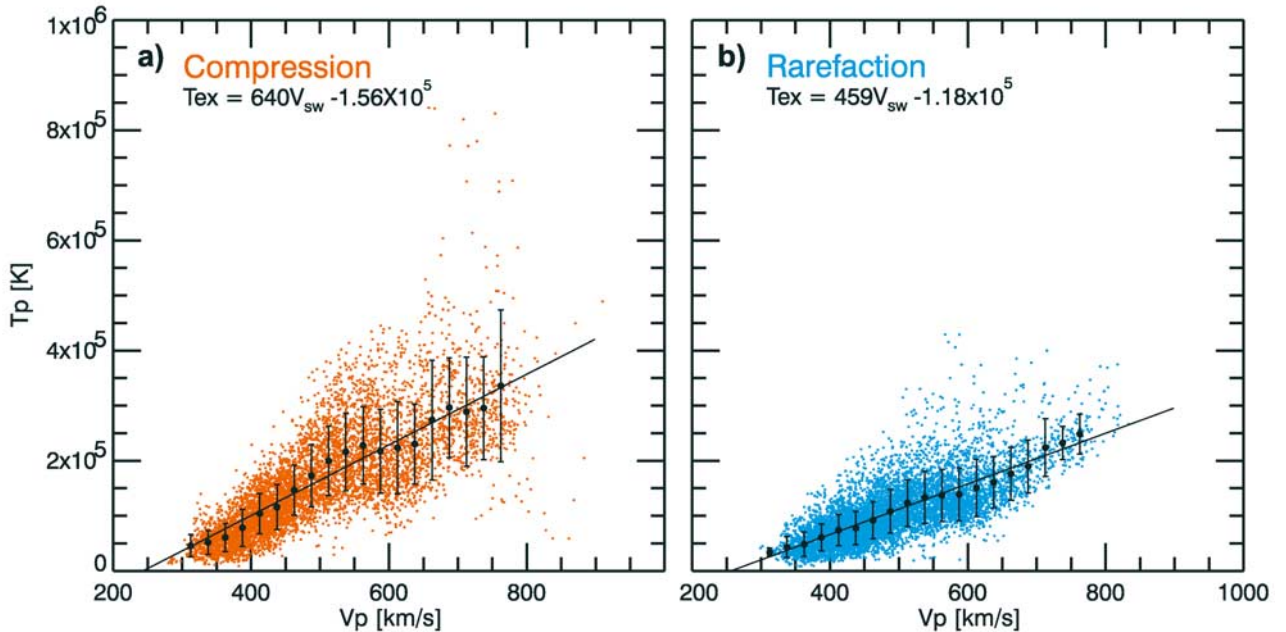 a) Compression
Tex = 640V_sw -1.56X10^5
b) Rarefaction
Tex = 459V_sw -1.18x10^5
1x10^6
8x10^5
6x10^5
4x10^5
2x10^5
0
Tp [K]
200 400 600 800
200 400 600 800 1000
Vp [km/s]
Vp [km/s]